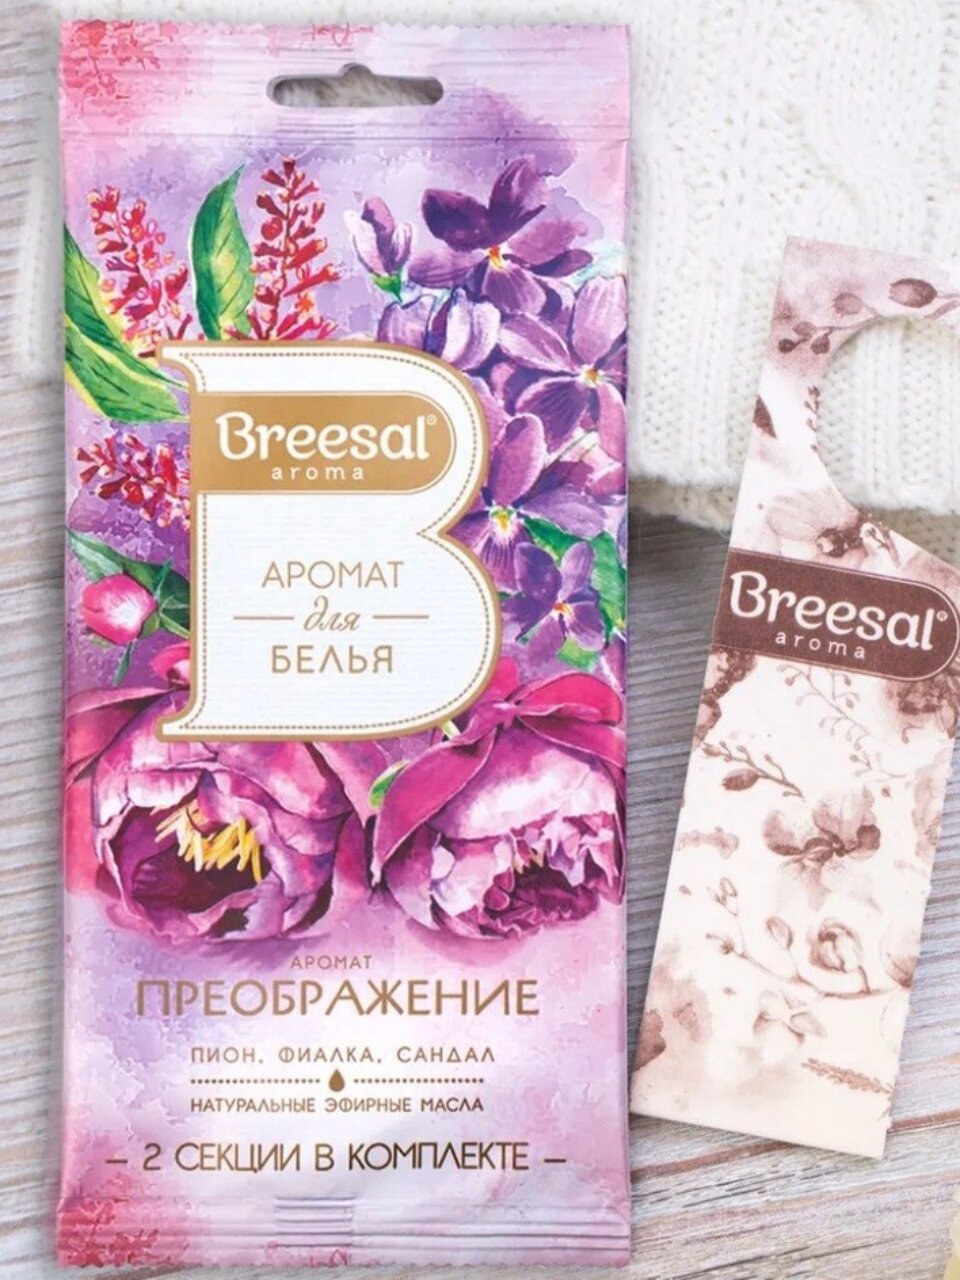 Breesal®
aroma
АРОМАТ
для
БЕЛЬЯ
АРОМАТ
ПРЕОБРАЖЕНИЕ
ПИОН, ФИАЛКА, САНДАЛ
НАТУРАЛЬНЫЕ ЭФИРНЫЕ МАСЛА
– 2 СЕКЦИИ В КОМПЛЕКТЕ –
Breesal®
aroma